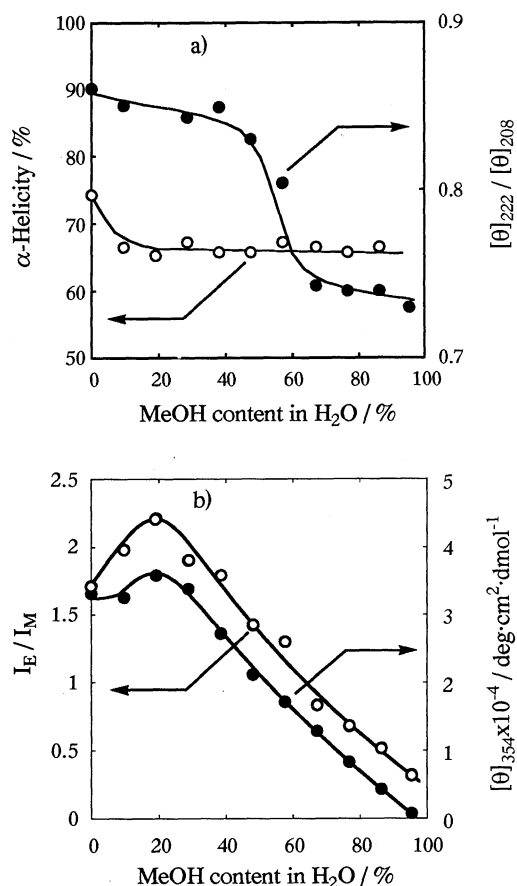 a)
100
90
80
70
60
50
α-Helicity / %
0.9
0.8
0.7
[θ]222 / [θ]208
0 20 40 60 80 100
MeOH content in H2O / %
b)
2.5
2
1.5
1
0.5
0
IE / IM
5
4
3
2
1
0
[θ]354x10-4 / deg·cm2·dmol-1
0 20 40 60 80 100
MeOH content in H2O / %